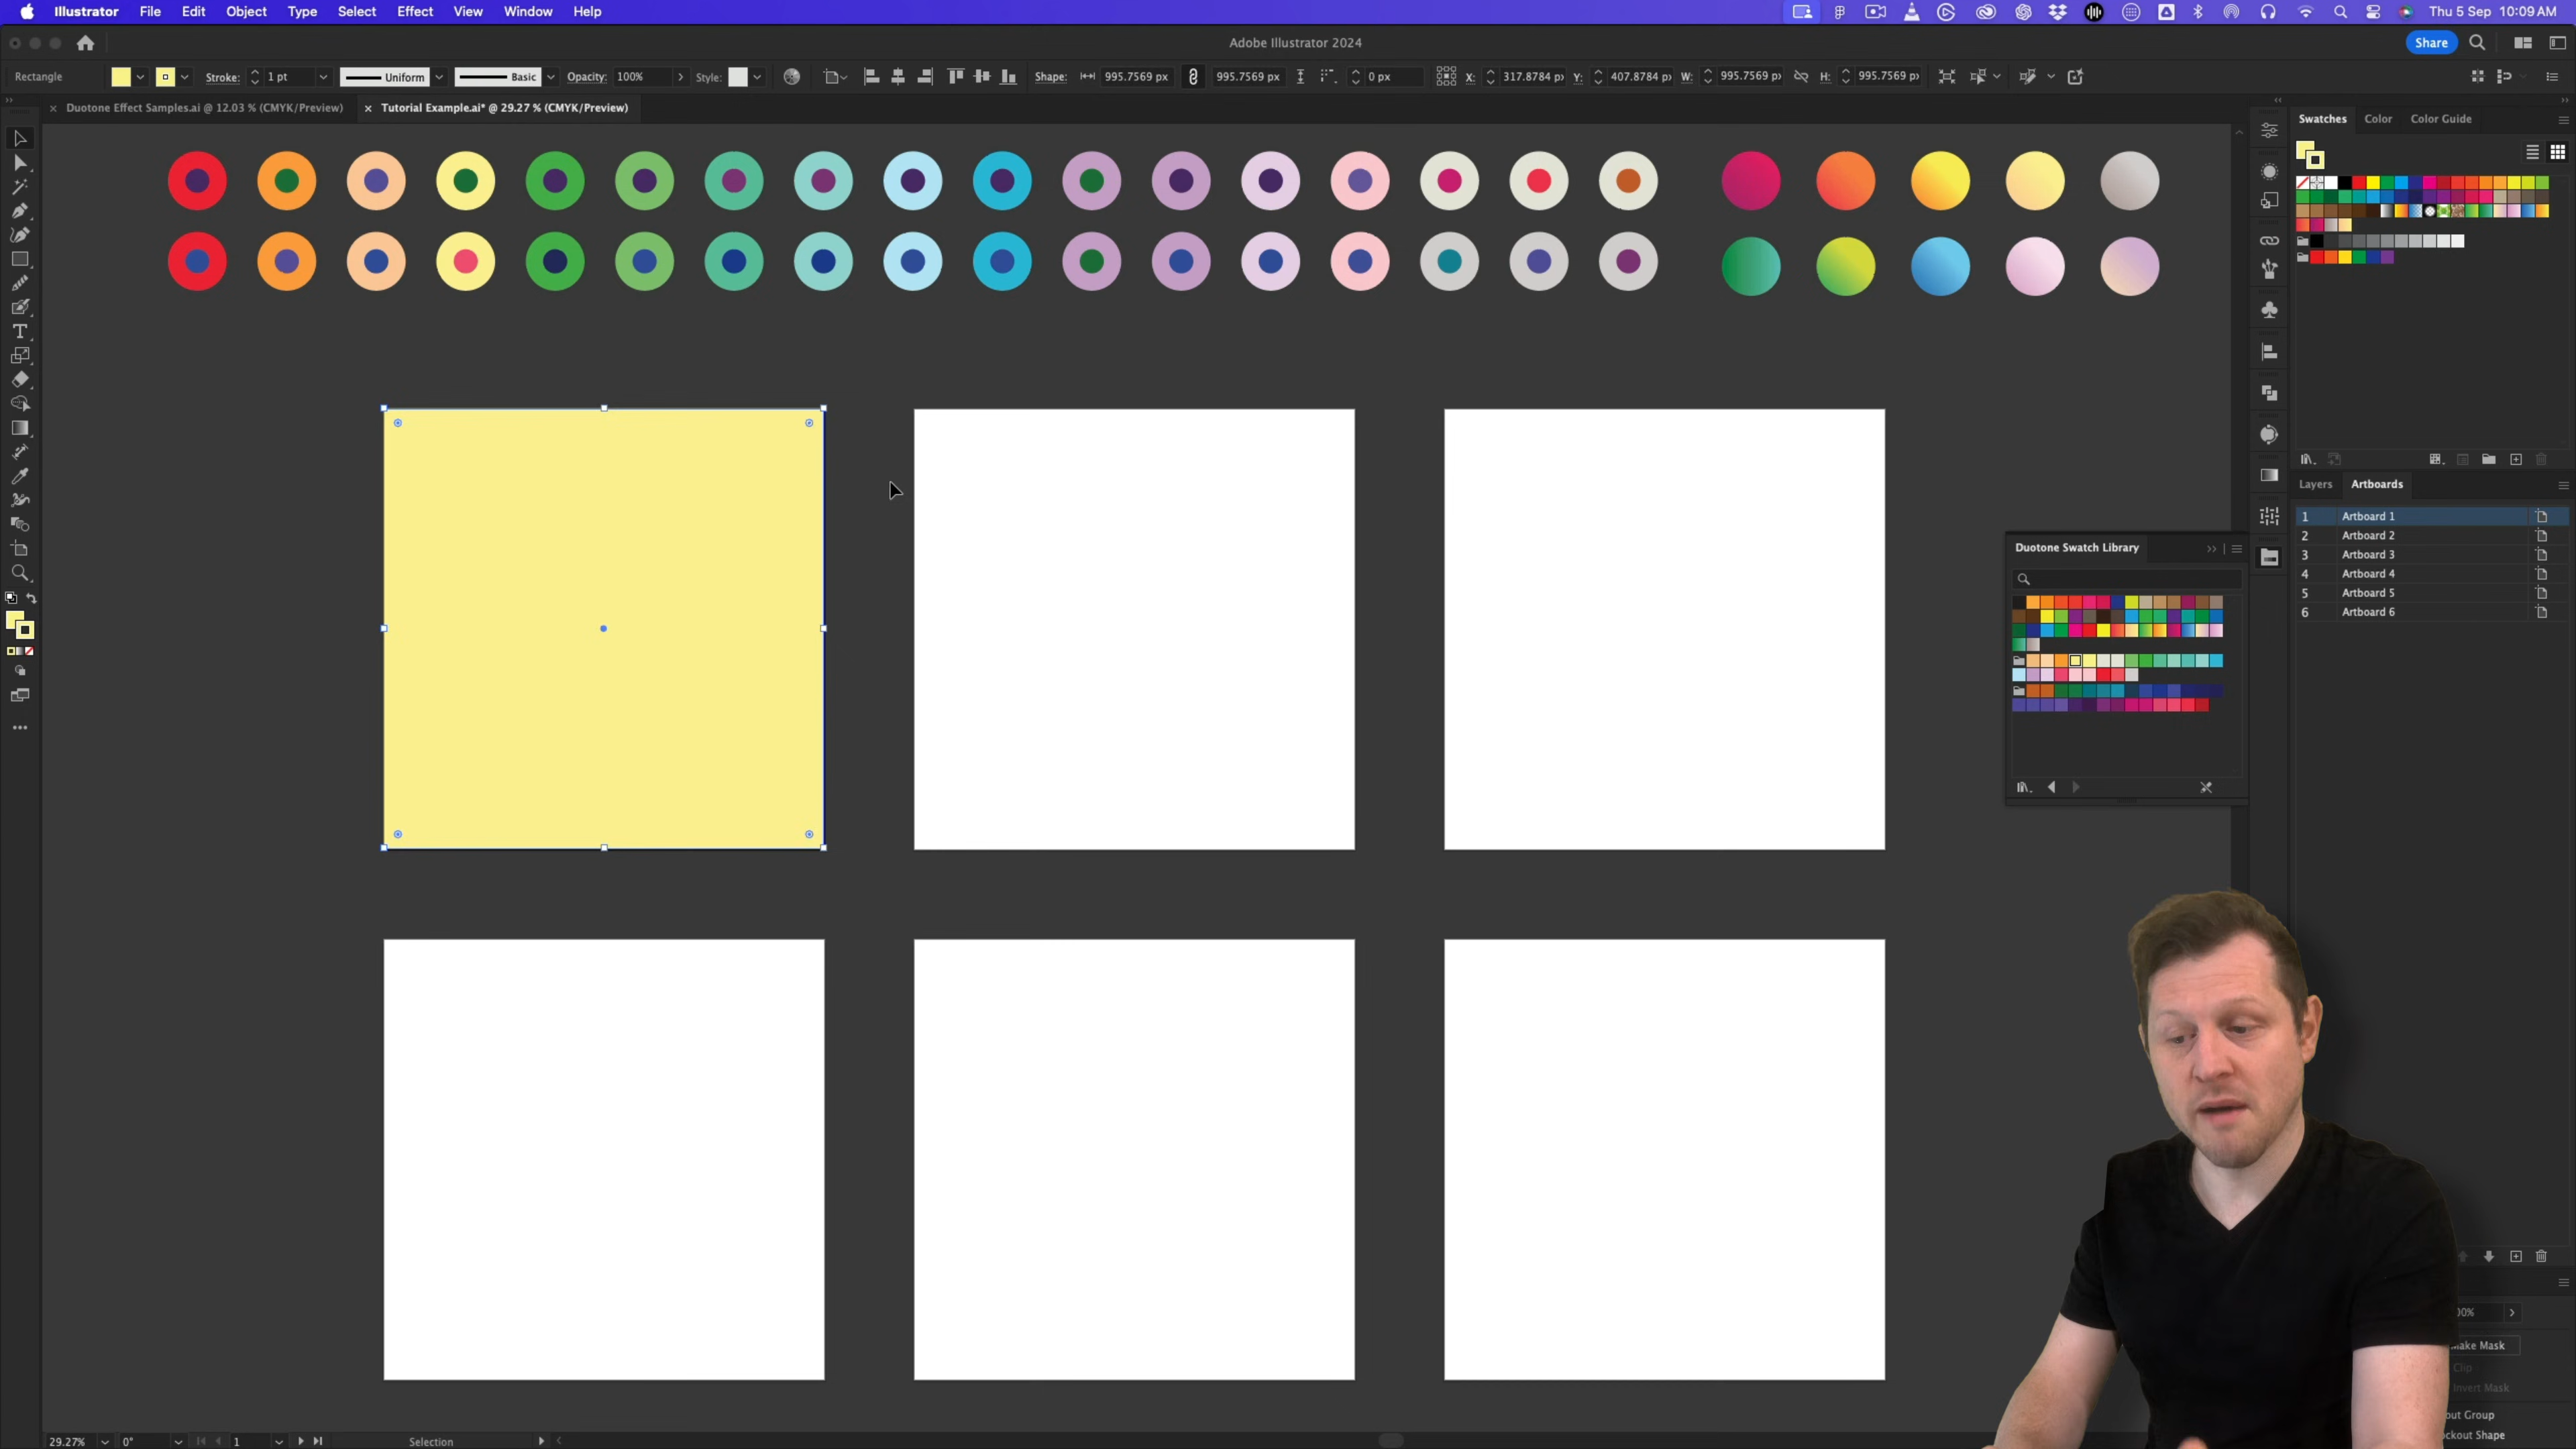 Illustrator File Edit Object Type Select Effect View Window Help Thu 5 Sep 10:09 AM
Adobe Illustrator 2024 Share
Rectangle Stroke: 1 pt Uniform Basic Opacity: 100% Style: Shape: 995.7569 px 995.7569 px 0 px X: 317.8784 p Y: 407.8784 p W: 995.7569 p H: 995.7569 p
× Duotone Effect Samples.ai @ 12.03 % (CMYK/Preview) × Tutorial Example.ai* @ 29.27 % (CMYK/Preview)
Swatches Color Color Guide
Layers Artboards
1 Artboard 1
2 Artboard 2
3 Artboard 3
4 Artboard 4
5 Artboard 5
6 Artboard 6
Duotone Swatch Library
00%
Make Mask
Clip
Invert Mask
out Group
ockout Shape
29.27% 0° 1 Selection